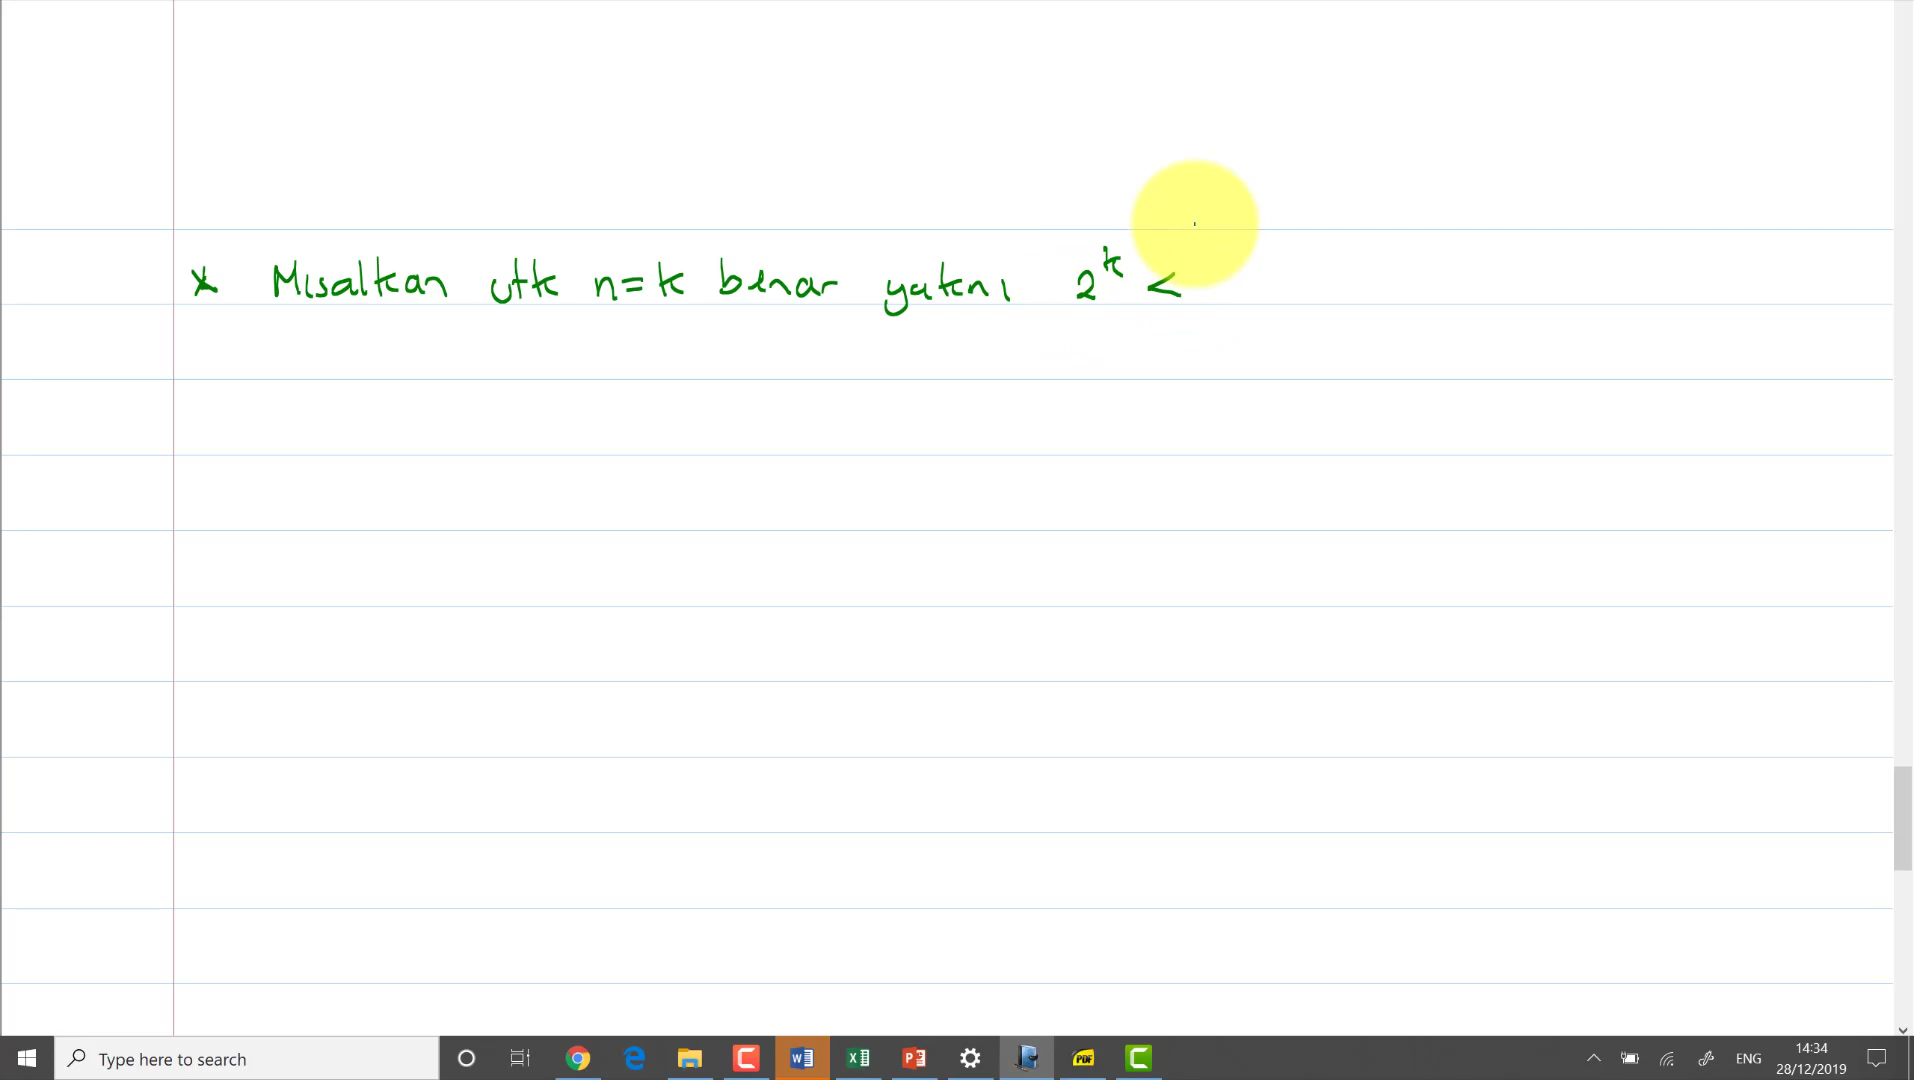 * Misalkan utk n=k benar yakni 2^k <
Type here to search
ENG
14:34
28/12/2019